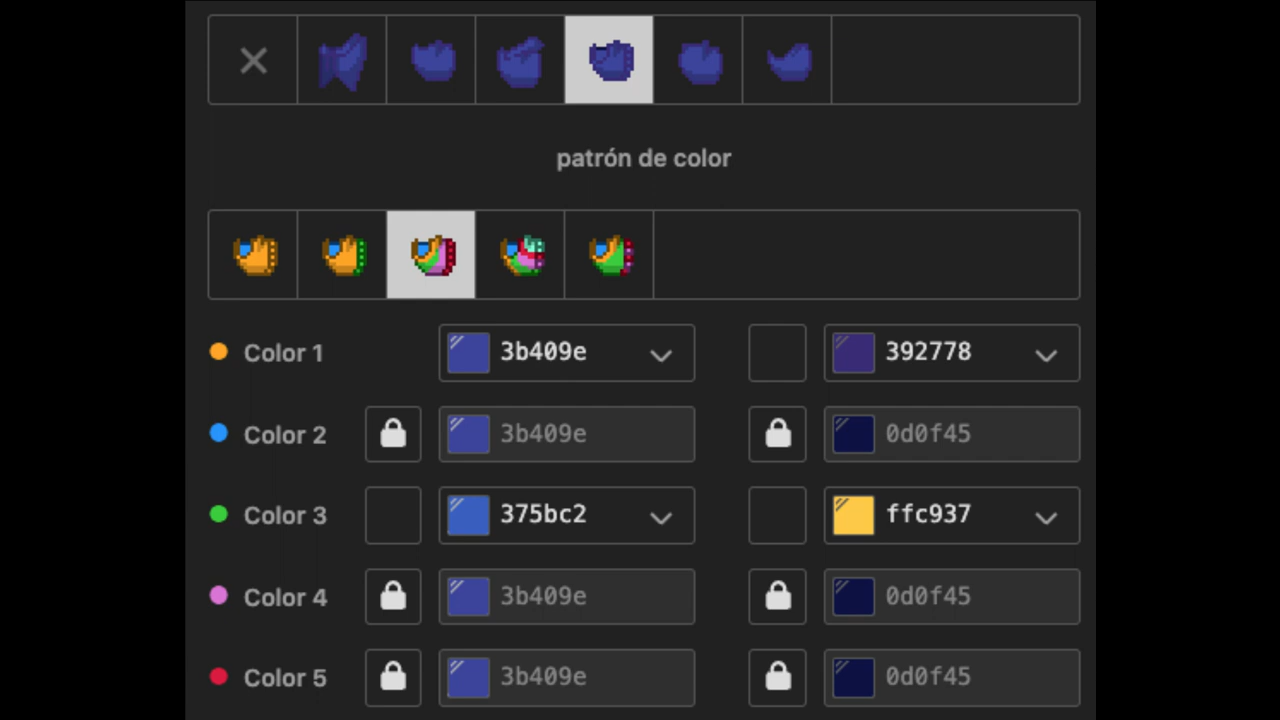 patrón de color
Color 1 3b409e 392778
Color 2 3b409e 0d0f45
Color 3 375bc2 ffc937
Color 4 3b409e 0d0f45
Color 5 3b409e 0d0f45